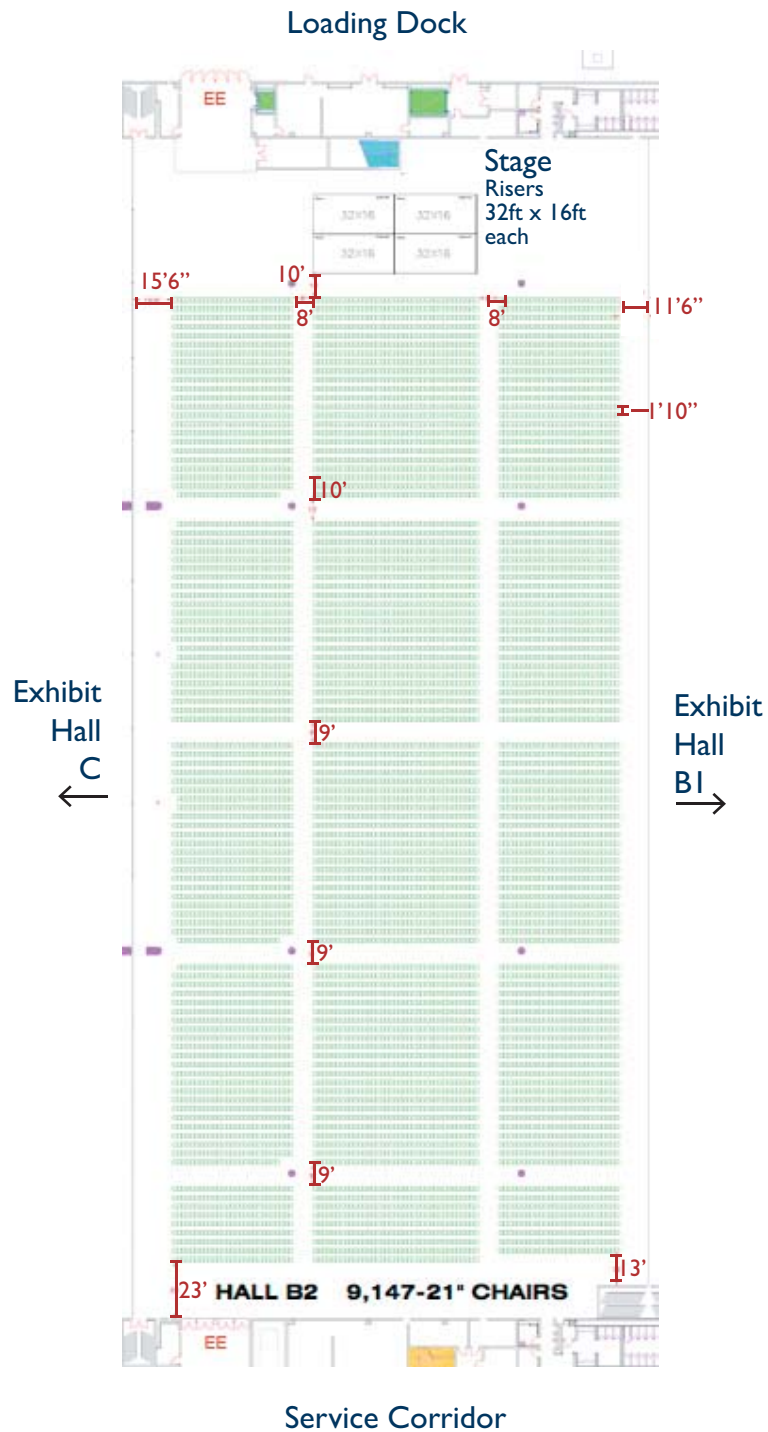 Loading Dock
EE
Stage
Risers
32ft x 16ft
each
32X16
32X16
32X16
32X16
15'6”
10'
8'
8'
11'6”
1'10”
10'
9'
Exhibit
Hall
C
Exhibit
Hall
B1
9'
9'
13'
23'
HALL B2 9,147-21" CHAIRS
EE
Service Corridor